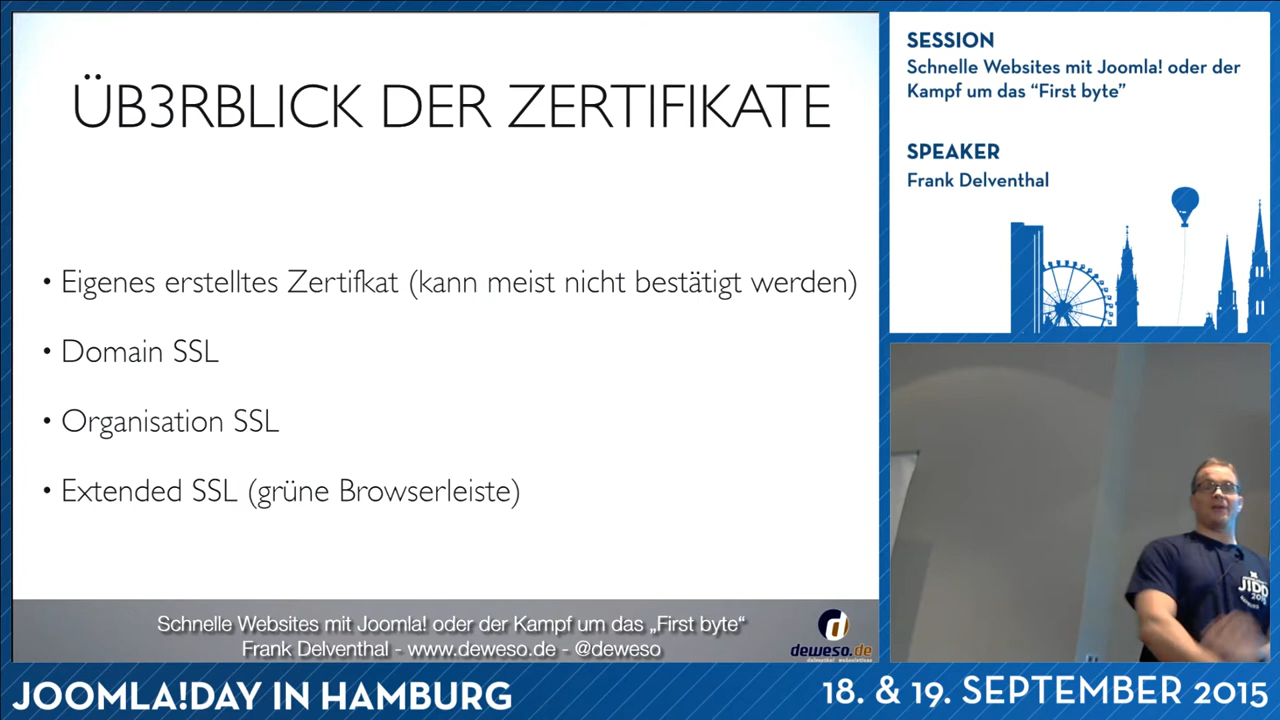 ÜB3RBLICK DER ZERTIFIKATE
• Eigenes erstelltes Zertifkat (kann meist nicht bestätigt werden)
• Domain SSL
• Organisation SSL
• Extended SSL (grüne Browserleiste)
Schnelle Websites mit Joomla! oder der Kampf um das „First byte“
Frank Delventhal - www.deweso.de - @deweso
deweso.de
delventhal websolutions
SESSION
Schnelle Websites mit Joomla! oder der
Kampf um das “First byte”
SPEAKER
Frank Delventhal
JOOMLA!DAY IN HAMBURG
18. & 19. SEPTEMBER 2015